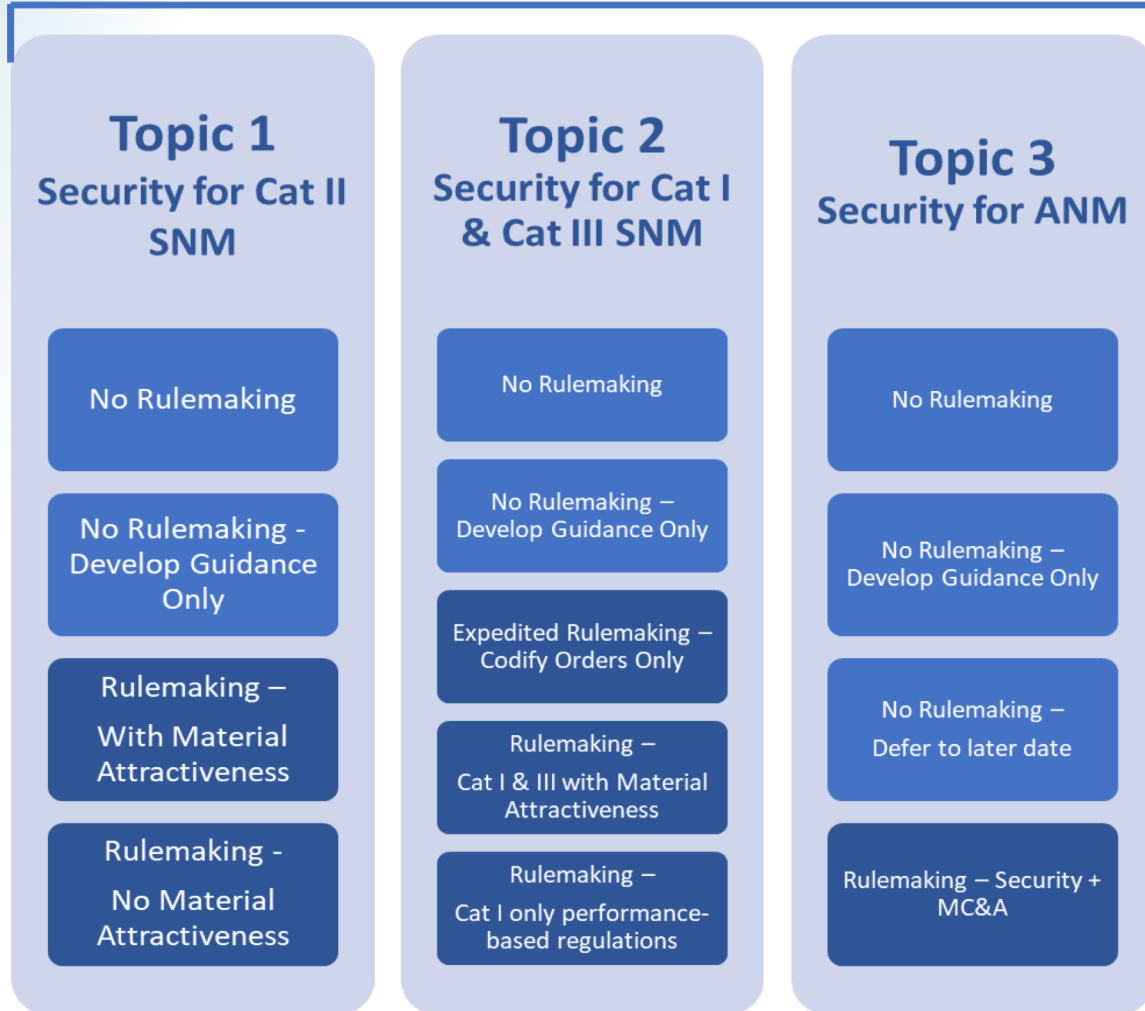 Topic 1
Security for Cat II
SNM
No Rulemaking
No Rulemaking -
Develop Guidance
Only
Rulemaking –
With Material
Attractiveness
Rulemaking -
No Material
Attractiveness
Topic 2
Security for Cat I
& Cat III SNM
No Rulemaking
No Rulemaking –
Develop Guidance Only
Expedited Rulemaking –
Codify Orders Only
Rulemaking –
Cat I & III with Material
Attractiveness
Rulemaking –
Cat I only performance-
based regulations
Topic 3
Security for ANM
No Rulemaking
No Rulemaking –
Develop Guidance Only
No Rulemaking –
Defer to later date
Rulemaking – Security +
MC&A